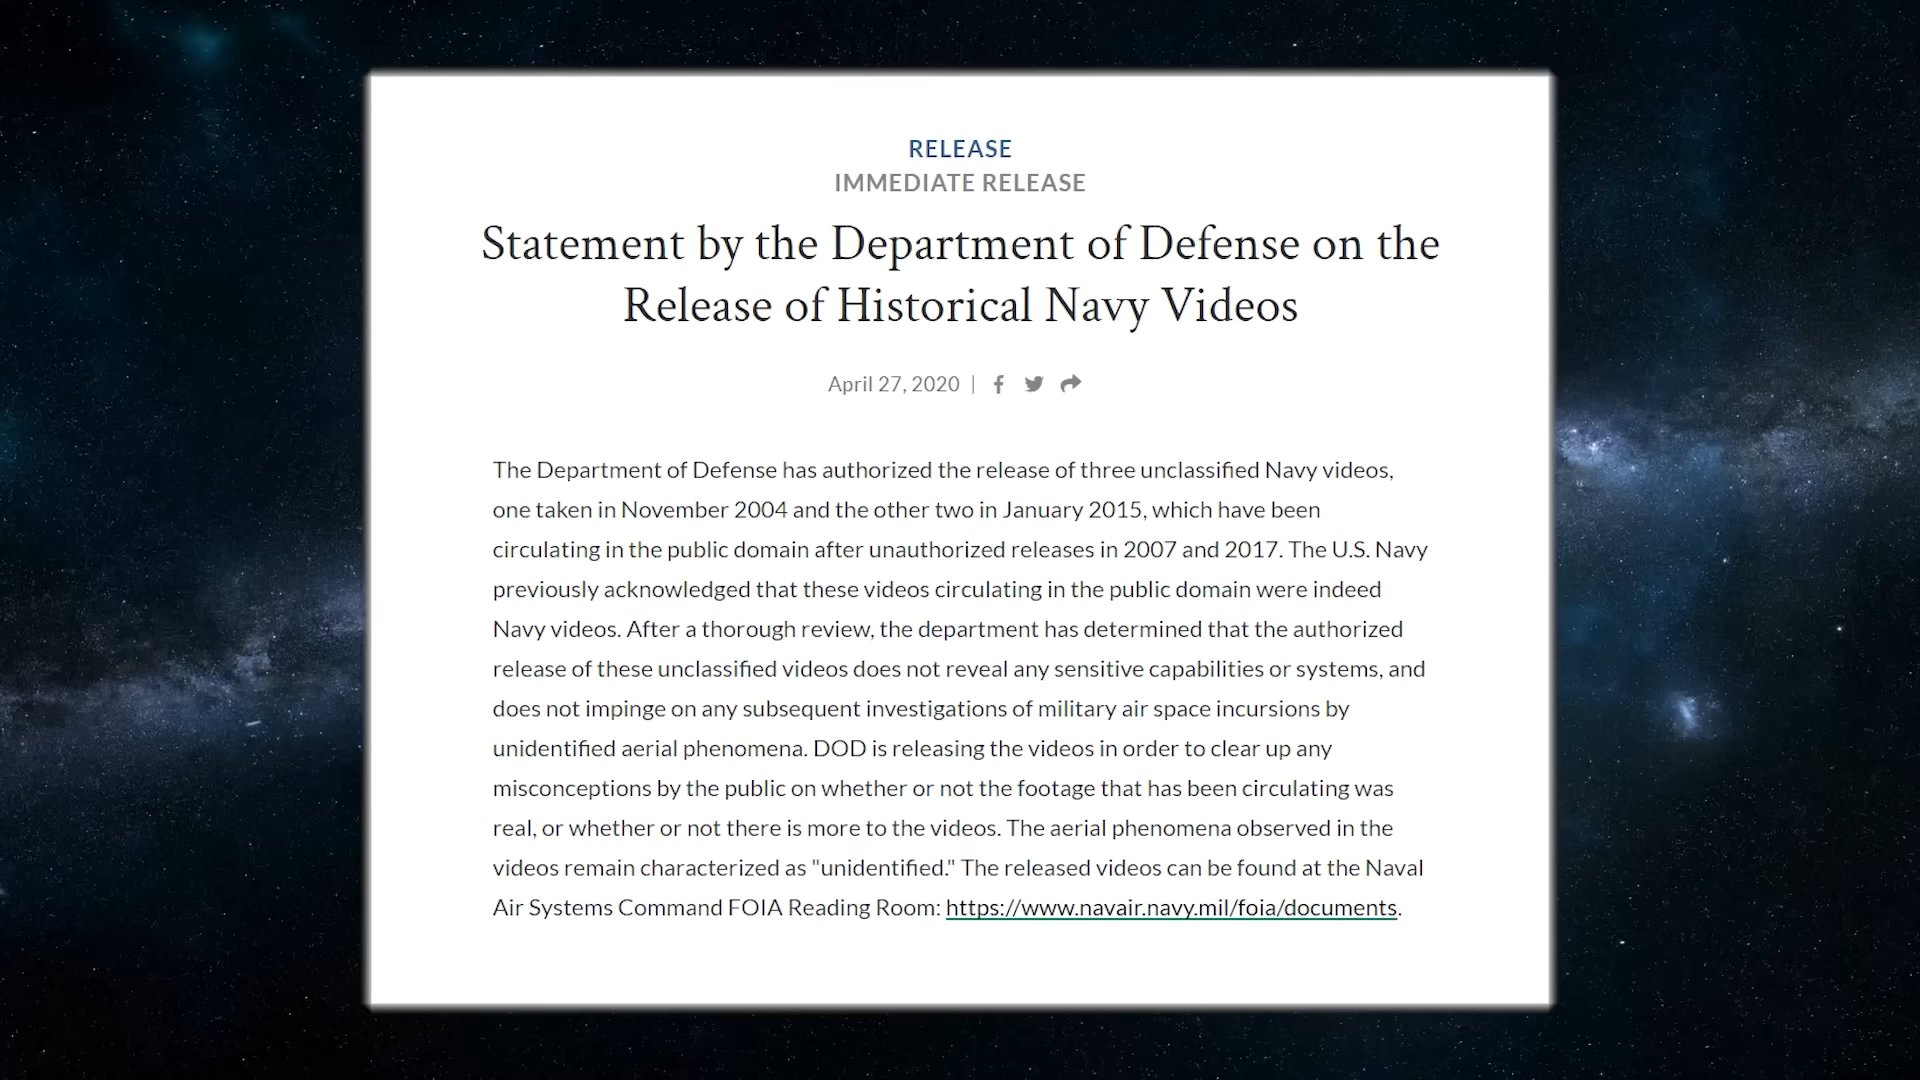 RELEASE
IMMEDIATE RELEASE
Statement by the Department of Defense on the
Release of Historical Navy Videos
April 27, 2020 |
The Department of Defense has authorized the release of three unclassified Navy videos,
one taken in November 2004 and the other two in January 2015, which have been
circulating in the public domain after unauthorized releases in 2007 and 2017. The U.S. Navy
previously acknowledged that these videos circulating in the public domain were indeed
Navy videos. After a thorough review, the department has determined that the authorized
release of these unclassified videos does not reveal any sensitive capabilities or systems, and
does not impinge on any subsequent investigations of military air space incursions by
unidentified aerial phenomena. DOD is releasing the videos in order to clear up any
misconceptions by the public on whether or not the footage that has been circulating was
real, or whether or not there is more to the videos. The aerial phenomena observed in the
videos remain characterized as "unidentified." The released videos can be found at the Naval
Air Systems Command FOIA Reading Room: https://www.navair.navy.mil/foia/documents.